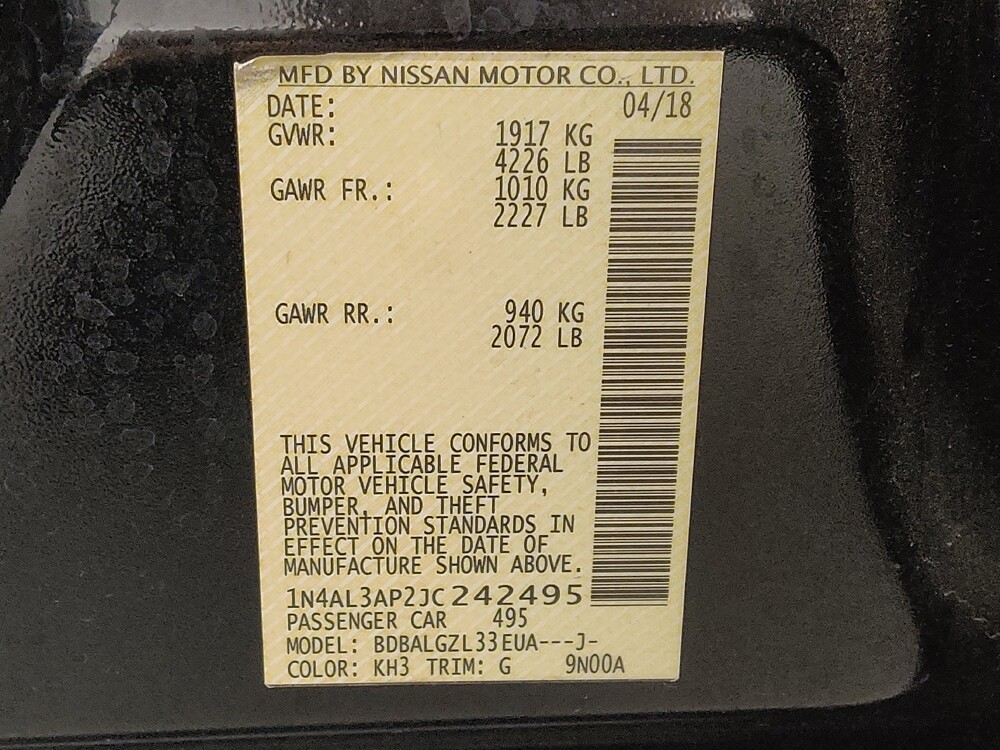 MFD BY NISSAN MOTOR CO., LTD.
DATE: 04/18
GVWR: 1917 KG
4226 LB
GAWR FR.: 1010 KG
2227 LB
GAWR RR.: 940 KG
2072 LB
THIS VEHICLE CONFORMS TO
ALL APPLICABLE FEDERAL
MOTOR VEHICLE SAFETY,
BUMPER, AND THEFT
PREVENTION STANDARDS IN
EFFECT ON THE DATE OF
MANUFACTURE SHOWN ABOVE.
1N4AL3AP2JC242495
PASSENGER CAR 495
MODEL: BDBALGZL33EUA---J-
COLOR: KH3 TRIM: G 9N00A